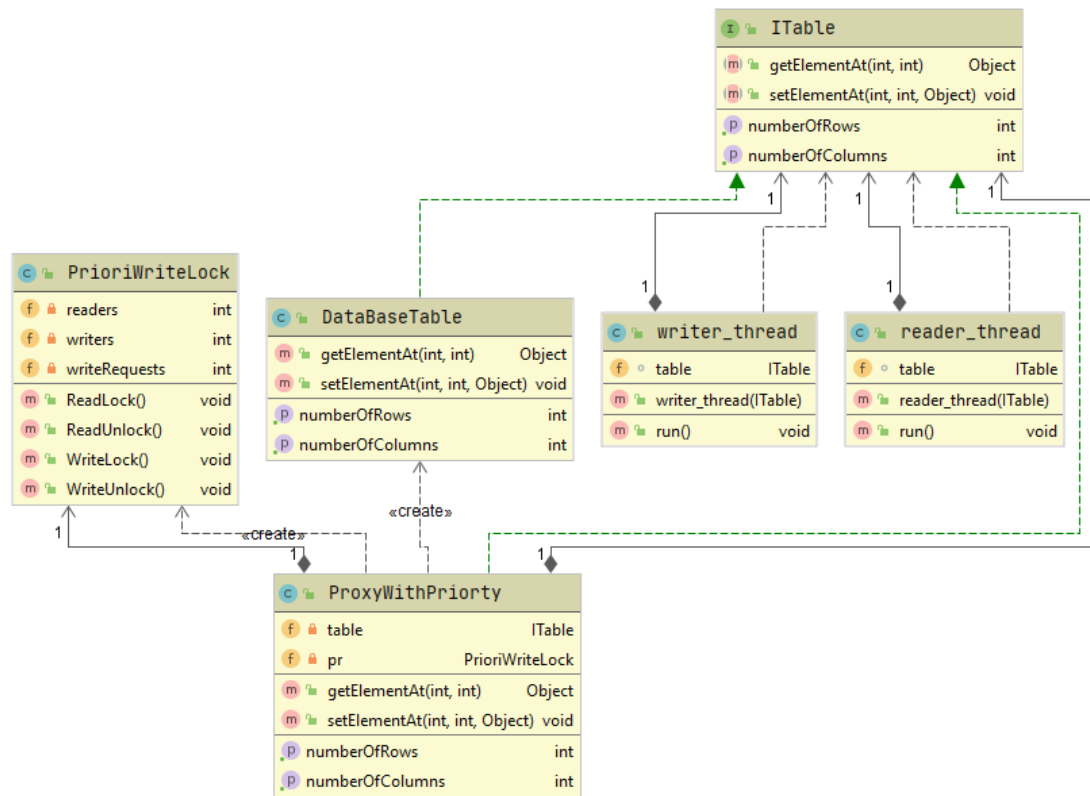 ITable
getElementAt(int, int) Object
setElementAt(int, int, Object) void
numberOfRows int
numberOfColumns int
1 1 1
PrioriWriteLock
readers int
writers int
writeRequests int
ReadLock() void
ReadUnlock() void
WriteLock() void
WriteUnlock() void
DataBaseTable
getElementAt(int, int) Object
setElementAt(int, int, Object) void
numberOfRows int
numberOfColumns int
1
writer_thread
table ITable
writer_thread(ITable)
run() void
1
reader_thread
table ITable
reader_thread(ITable)
run() void
«create»
1 «create» 1 1
ProxyWithPriorty
table ITable
pr PrioriWriteLock
getElementAt(int, int) Object
setElementAt(int, int, Object) void
numberOfRows int
numberOfColumns int